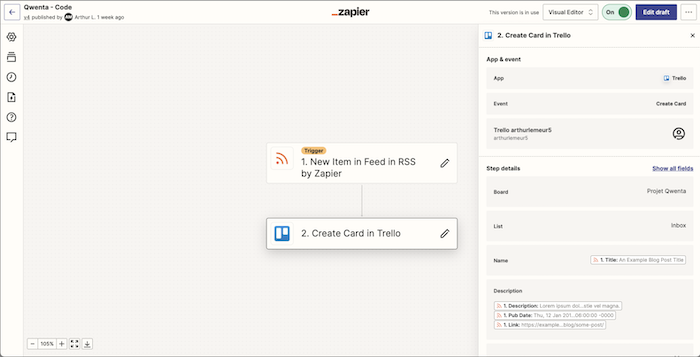 Qwenta - Code
v4 published by AM Arthur L. 1 week ago
_zapier
This version is in use
Visual Editor
On
Edit draft
2. Create Card in Trello
App & event
App
Trello
Event
Create Card
Trello arthurlemeur5
arthurlemeur5
Step details
Show all fields
Board
Projet Qwenta
List
Inbox
Name
1. Title: An Example Blog Post Title
Description
1. Description: Lorem ipsum dol...site vel magna.
1. Pub Date: Thu, 12 Jan 201...06:00:00 -0000
1. Link: https://example...blog/some-post/
Trigger
1. New Item in Feed in RSS
by Zapier
2. Create Card in Trello
105%